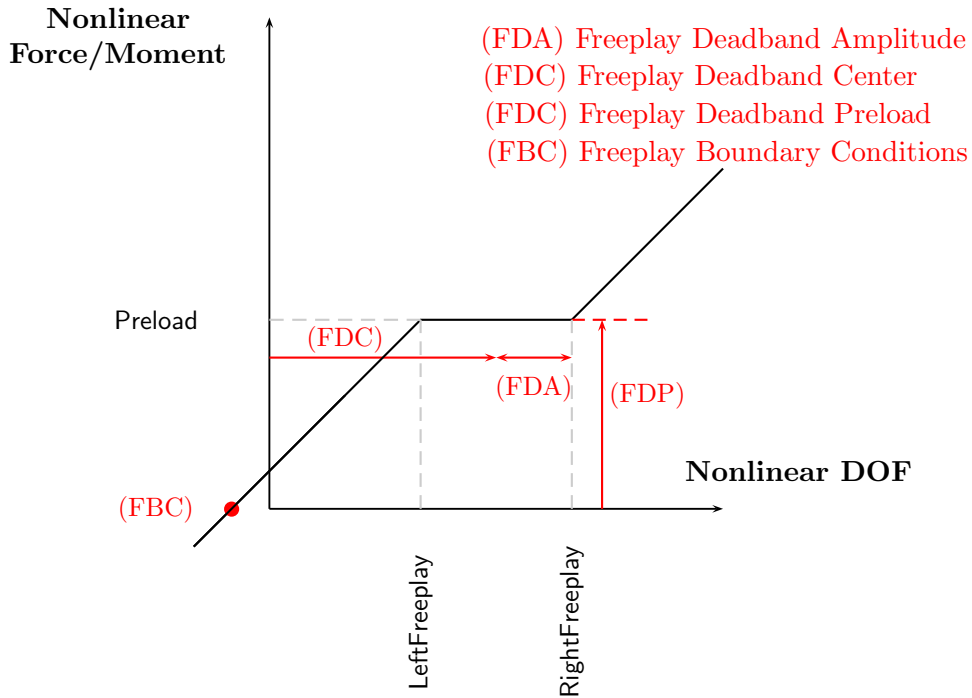 Nonlinear
Force/Moment
(FDA) Freeplay Deadband Amplitude
(FDC) Freeplay Deadband Center
(FDC) Freeplay Deadband Preload
(FBC) Freeplay Boundary Conditions
Preload
(FDC)
(FDA)
(FDP)
Nonlinear DOF
(FBC)
LeftFreeplay
RightFreeplay